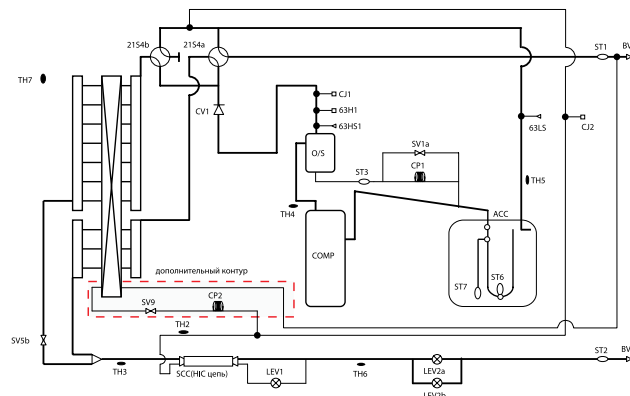 21S4b
21S4a
ST1
BV
TH7
CJ1
CV1
63H1
63HS1
63LS
CJ2
SV1a
O/S
ST3
CP1
TH5
TH4
ACC
COMP
дополнительный контур
ST6
ST7
SV9
CP2
TH2
SV5b
ST2
BV
TH3
SCC(HIC цепь)
LEV1
TH6
LEV2a
LEV2b